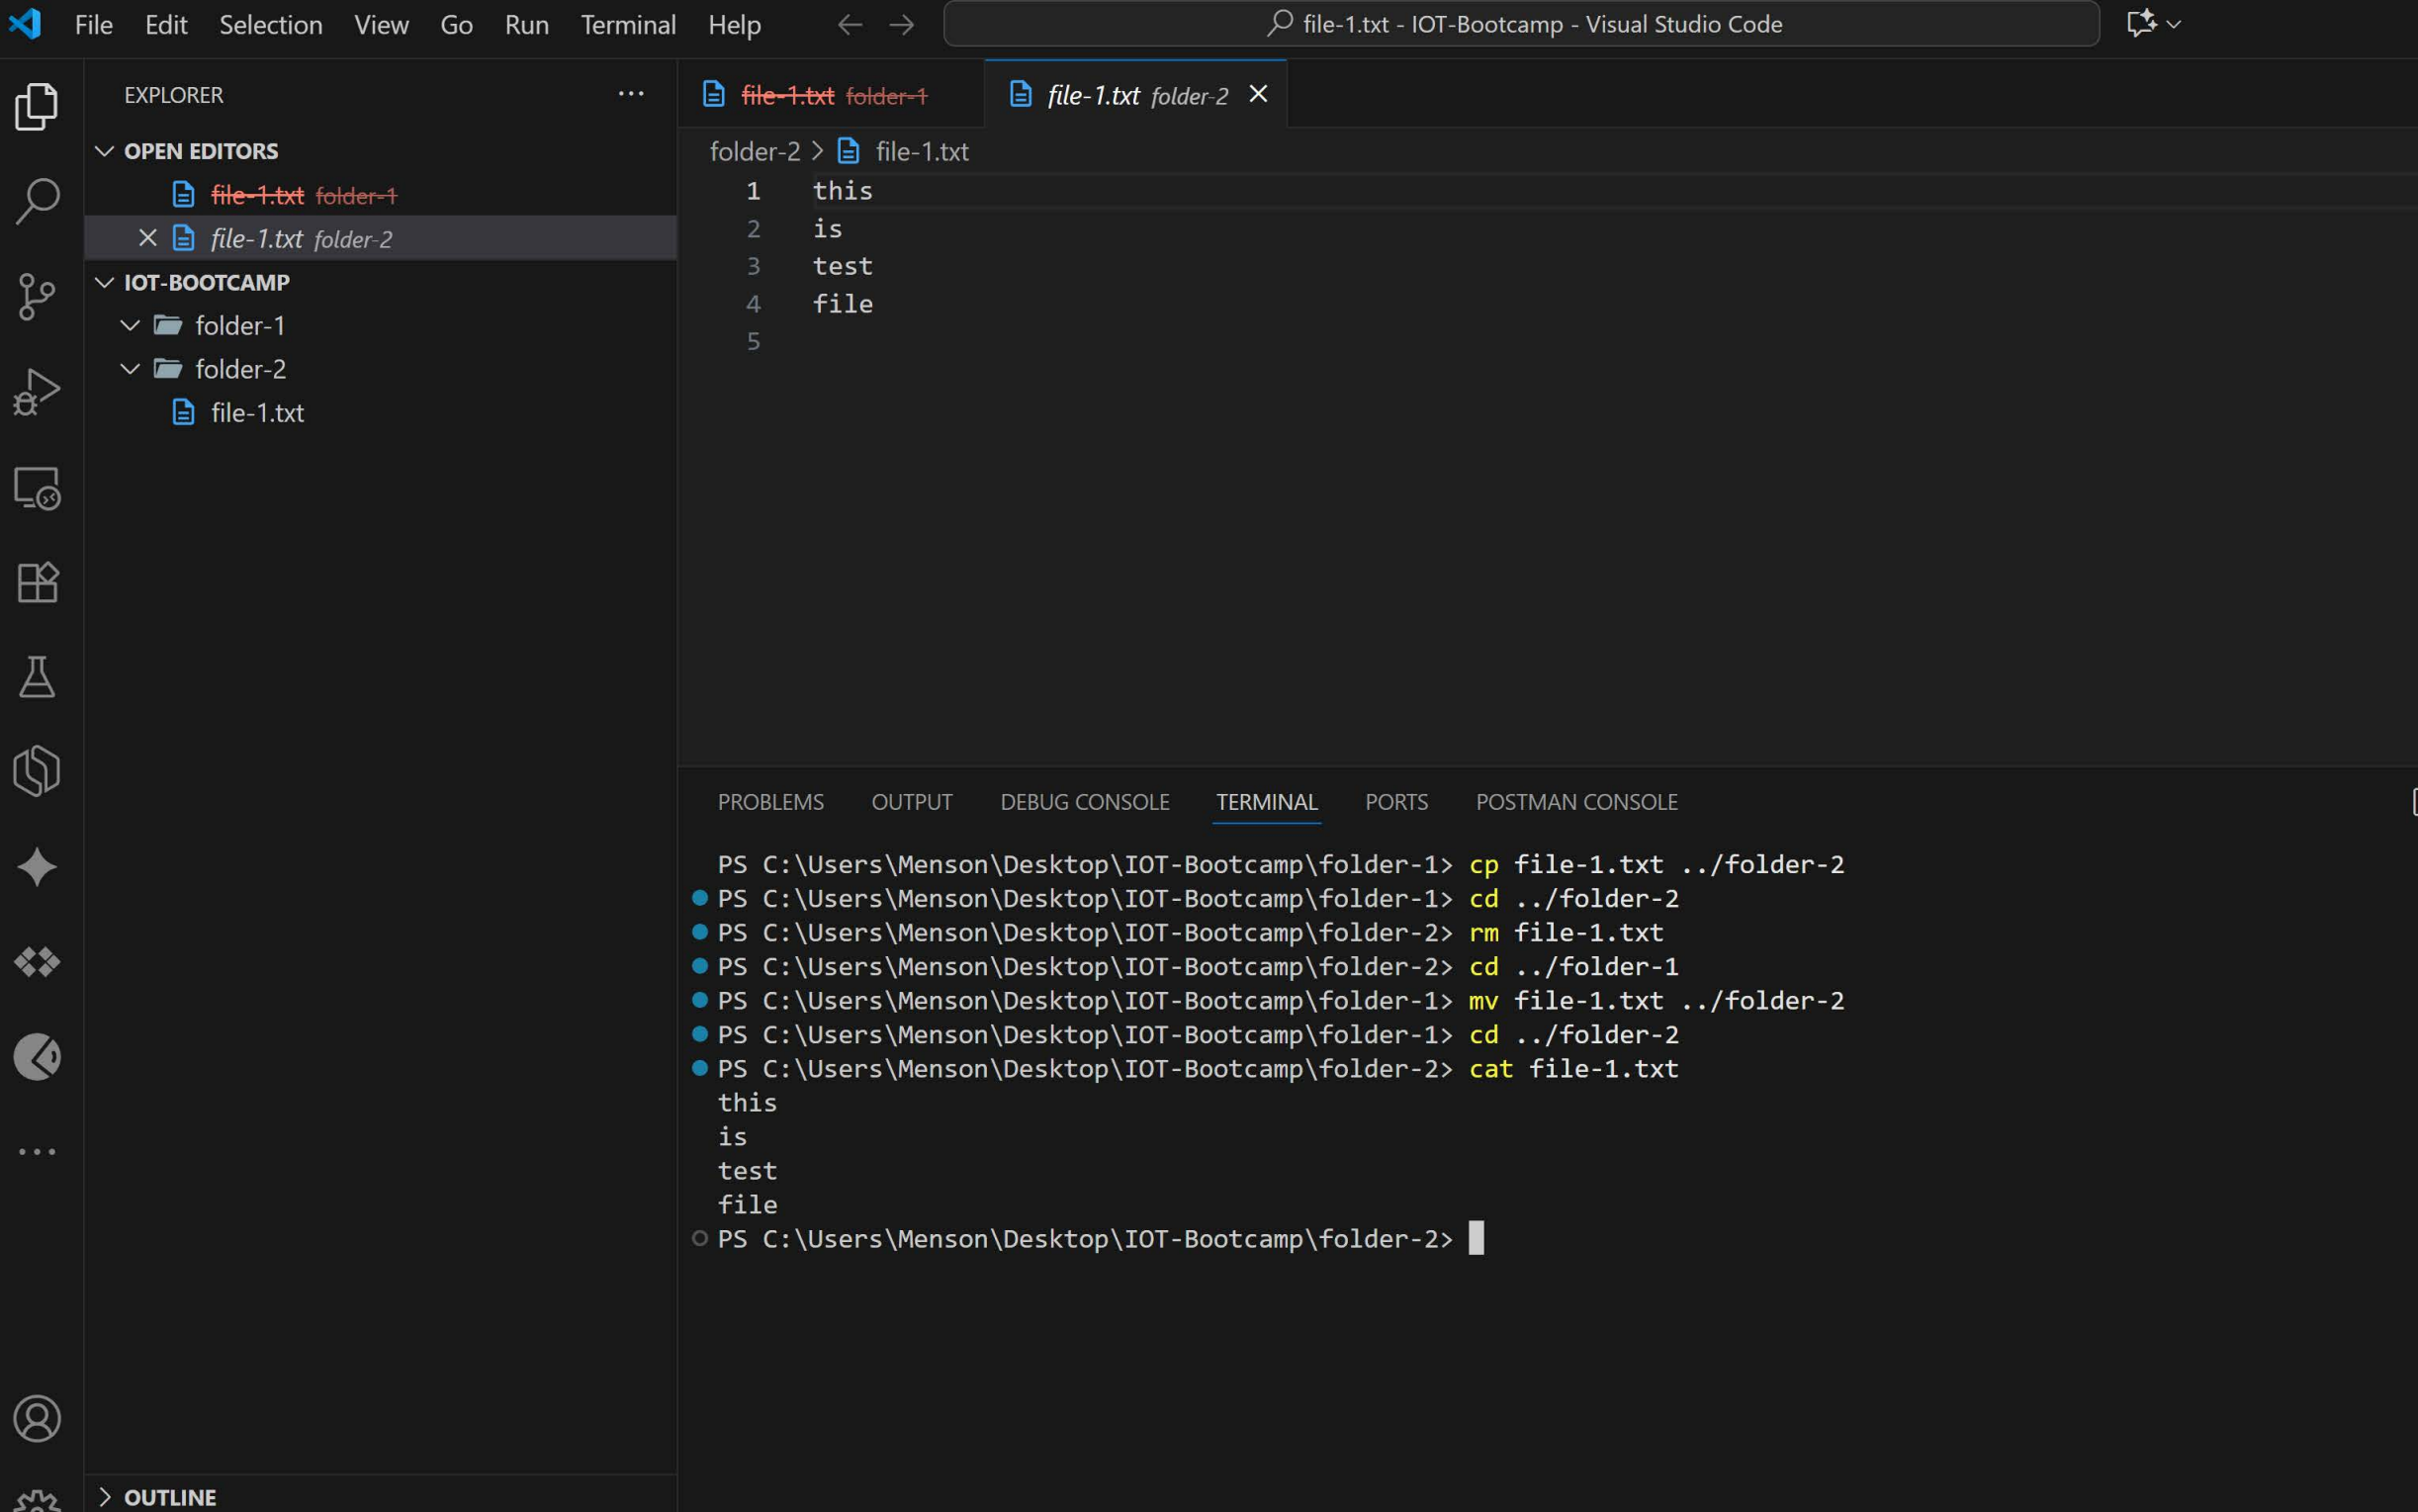 File Edit Selection View Go Run Terminal Help
file-1.txt - IOT-Bootcamp - Visual Studio Code
EXPLORER
OPEN EDITORS
file-1.txt folder-1
file-1.txt folder-2
IOT-BOOTCAMP
folder-1
folder-2
file-1.txt
OUTLINE
file-1.txt folder-1
file-1.txt folder-2
folder-2 > file-1.txt
1 this
2 is
3 test
4 file
5
PROBLEMS OUTPUT DEBUG CONSOLE TERMINAL PORTS POSTMAN CONSOLE
PS C:\Users\Menson\Desktop\IOT-Bootcamp\folder-1> cp file-1.txt ../folder-2
PS C:\Users\Menson\Desktop\IOT-Bootcamp\folder-1> cd ../folder-2
PS C:\Users\Menson\Desktop\IOT-Bootcamp\folder-2> rm file-1.txt
PS C:\Users\Menson\Desktop\IOT-Bootcamp\folder-2> cd ../folder-1
PS C:\Users\Menson\Desktop\IOT-Bootcamp\folder-1> mv file-1.txt ../folder-2
PS C:\Users\Menson\Desktop\IOT-Bootcamp\folder-1> cd ../folder-2
PS C:\Users\Menson\Desktop\IOT-Bootcamp\folder-2> cat file-1.txt
this
is
test
file
PS C:\Users\Menson\Desktop\IOT-Bootcamp\folder-2>